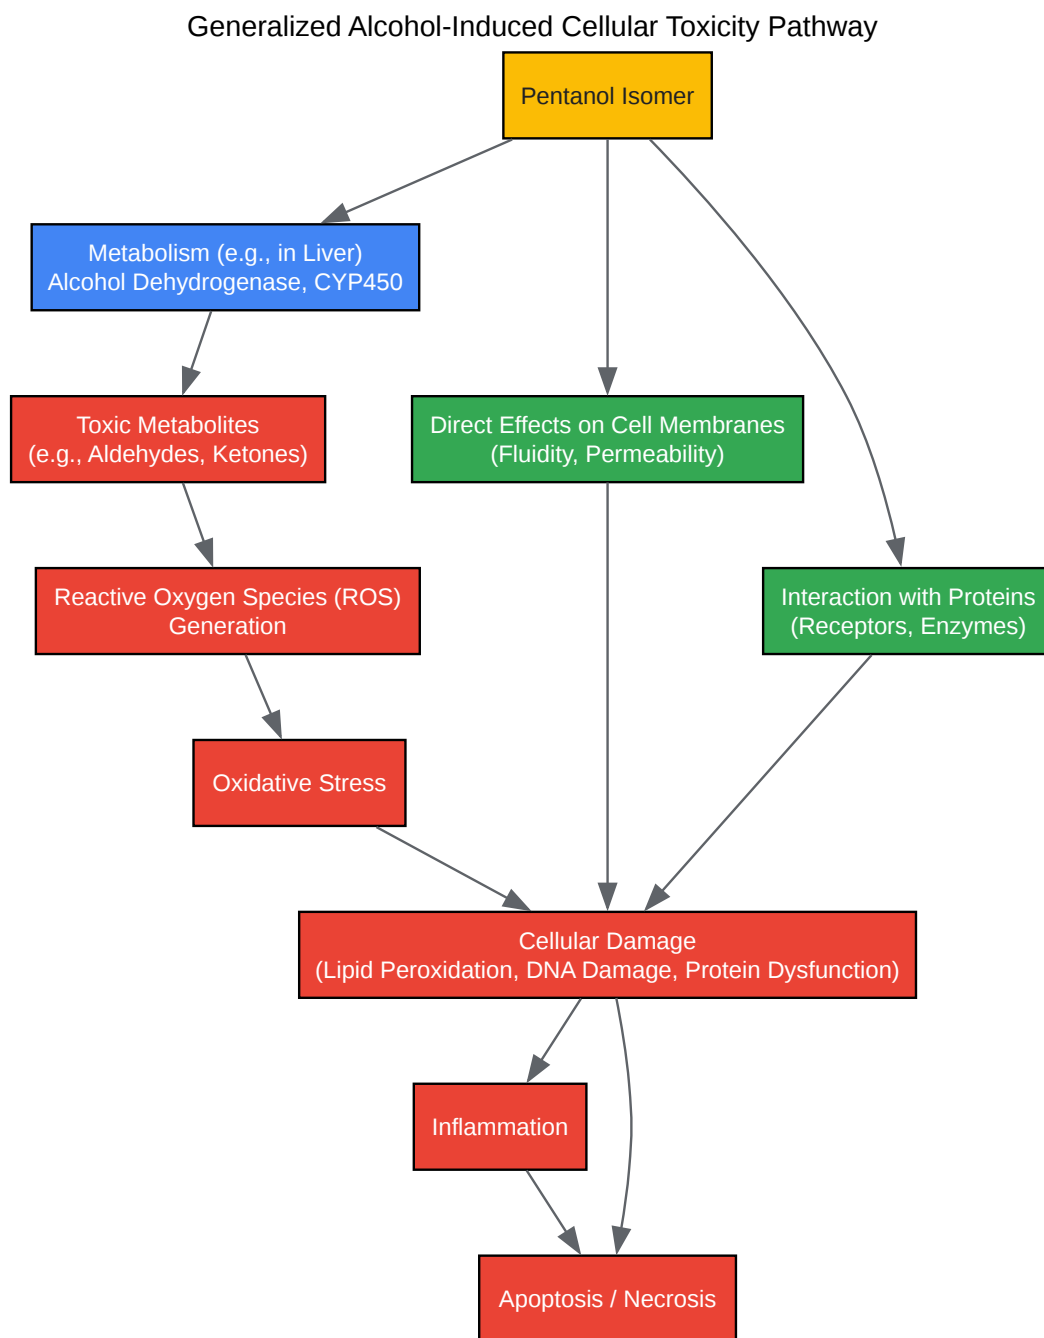 Generalized Alcohol-Induced Cellular Toxicity Pathway
Pentanol Isomer
Metabolism (e.g., in Liver)
Alcohol Dehydrogenase, CYP450
Toxic Metabolites
(e.g., Aldehydes, Ketones)
Direct Effects on Cell Membranes
(Fluidity, Permeability)
Reactive Oxygen Species (ROS)
Generation
Interaction with Proteins
(Receptors, Enzymes)
Oxidative Stress
Cellular Damage
(Lipid Peroxidation, DNA Damage, Protein Dysfunction)
Inflammation
Apoptosis / Necrosis